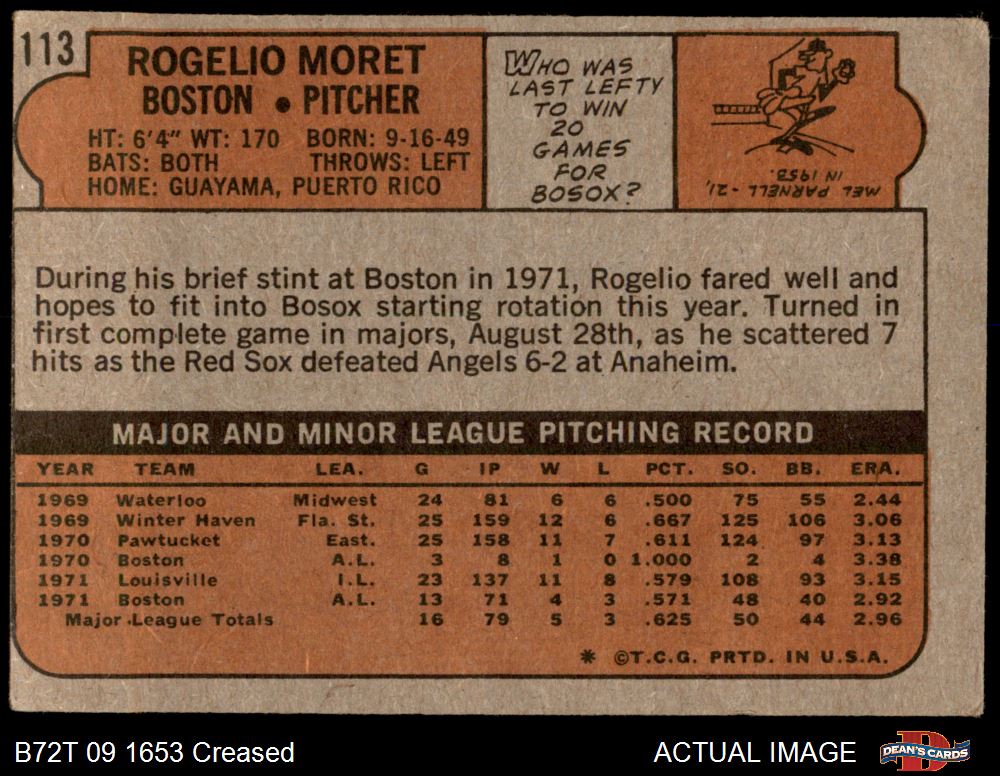 113
ROGELIO MORET
BOSTON • PITCHER
HT: 6'4" WT: 170 BORN: 9-16-49
BATS: BOTH THROWS: LEFT
HOME: GUAYAMA, PUERTO RICO
WHO WAS
LAST LEFTY
TO WIN
20
GAMES
FOR
BOSOX?
MEL PARNELL -21,
IN 1953.
During his brief stint at Boston in 1971, Rogelio fared well and
hopes to fit into Bosox starting rotation this year. Turned in
first complete game in majors, August 28th, as he scattered 7
hits as the Red Sox defeated Angels 6-2 at Anaheim.
MAJOR AND MINOR LEAGUE PITCHING RECORD
YEAR TEAM LEA. G IP W L PCT. SO. BB. ERA.
1969 Waterloo Midwest 24 81 6 6 .500 75 55 2.44
1969 Winter Haven Fla. St. 25 159 12 6 .667 125 106 3.06
1970 Pawtucket East. 25 158 11 7 .611 124 97 3.13
1970 Boston A.L. 3 8 1 0 1.000 2 4 3.38
1971 Louisville I.L. 23 137 11 8 .579 108 93 3.15
1971 Boston A.L. 13 71 4 3 .571 48 40 2.92
Major League Totals 16 79 5 3 .625 50 44 2.96
* ©T.C.G. PRTD. IN U.S.A.
B72T 09 1653 Creased
ACTUAL IMAGE
D
DEAN'S CARDS